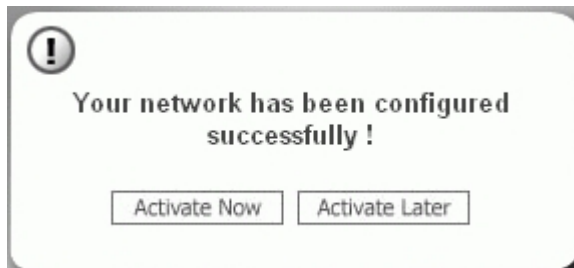 Your network has been configured
successfully !
Activate Now Activate Later